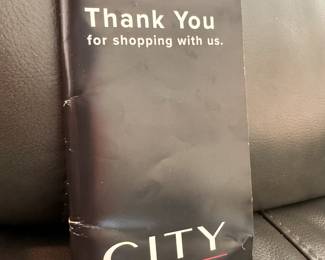 Thank You
for shopping with us.
CITY